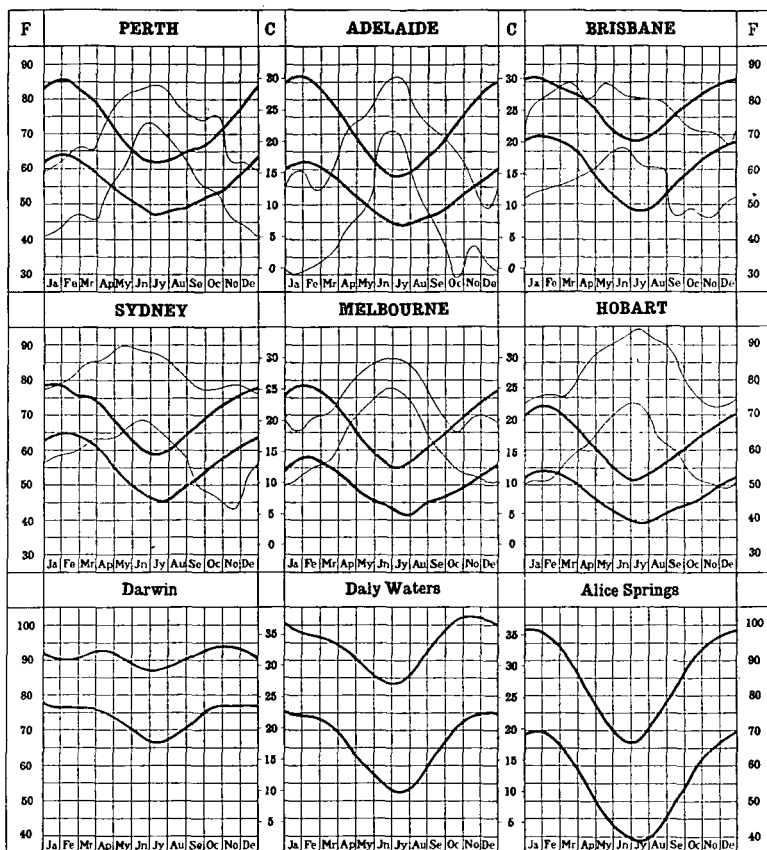 F PERTH C ADELAIDE C BRISBANE F
90 30 30 90
80 25 25 80
70 20 20 70
60 15 15 60
50 10 10 50
40 5 5 40
30 0 0 30
Ja Fe Mr Ap My Jn Jy Au Se Oc No De Ja Fe Mr Ap My Jn Jy Au Se Oc No De Ja Fe Mr Ap My Jn Jy Au Se Oc No De
SYDNEY MELBOURNE HOBART
90 30 30 90
80 25 25 80
70 20 20 70
60 15 15 60
50 10 10 50
40 5 5 40
30 0 0 30
Ja Fe Mr Ap My Jn Jy Au Se Oc No De Ja Fe Mr Ap My Jn Jy Au Se Oc No De Ja Fe Mr Ap My Jn Jy Au Se Oc No De
Darwin Daly Waters Alice Springs
100 35 35 100
90 30 30 90
80 25 25 80
70 20 20 70
60 15 15 60
50 10 10 50
40 5 5 40
Ja Fe Mr Ap My Jn Jy Au Se Oc No De Ja Fe Mr Ap My Jn Jy Au Se Oc No De Ja Fe Mr Ap My Jn Jy Au Se Oc No De